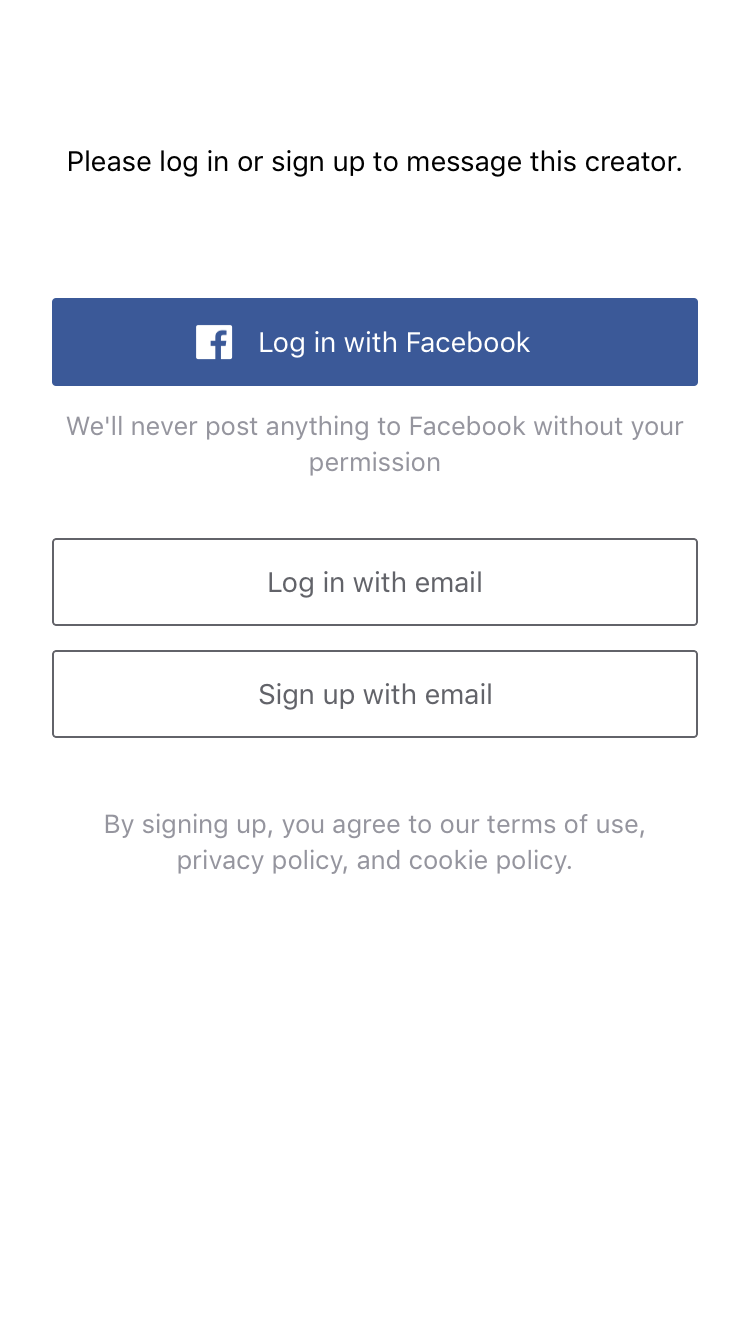 Please log in or sign up to message this creator.
Log in with Facebook
We'll never post anything to Facebook without your
permission
Log in with email
Sign up with email
By signing up, you agree to our terms of use,
privacy policy, and cookie policy.